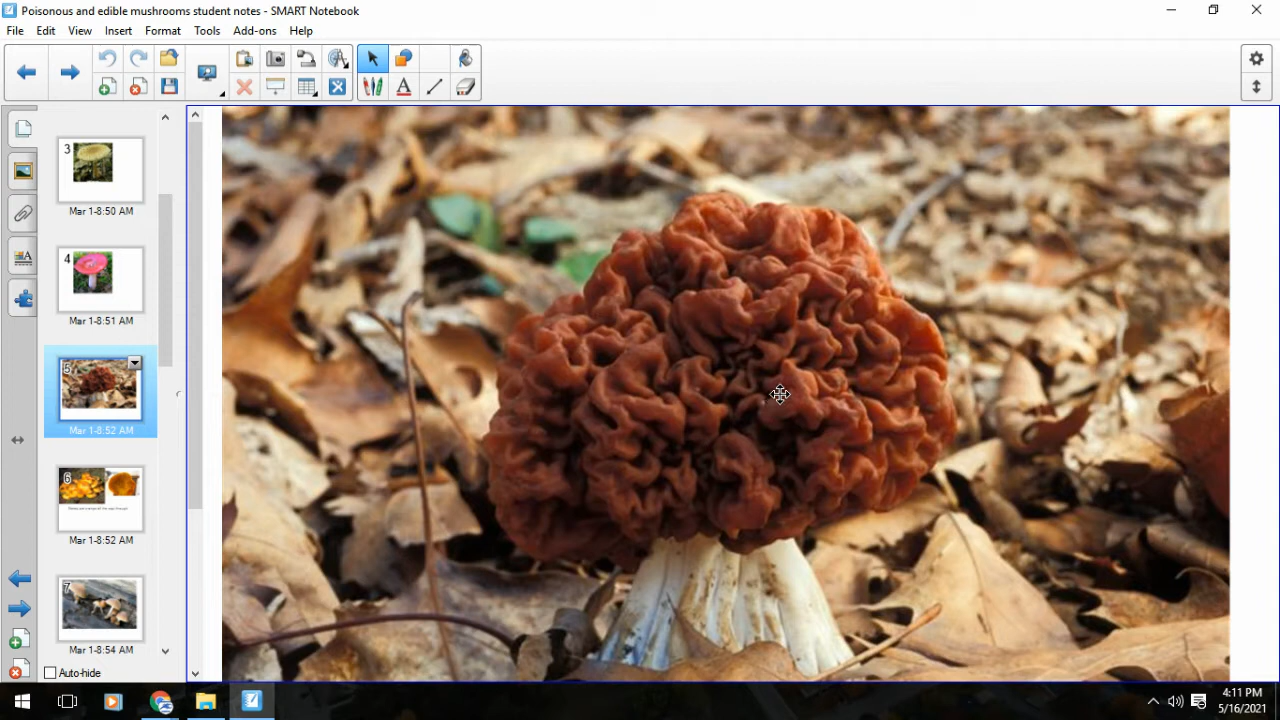 Poisonous and edible mushrooms student notes - SMART Notebook
File Edit View Insert Format Tools Add-ons Help
3
Mar 1-8:50 AM
4
Mar 1-8:51 AM
5
Mar 1-8:52 AM
6
Mar 1-8:52 AM
7
Mar 1-8:54 AM
Auto-hide
4:11 PM
5/16/2021